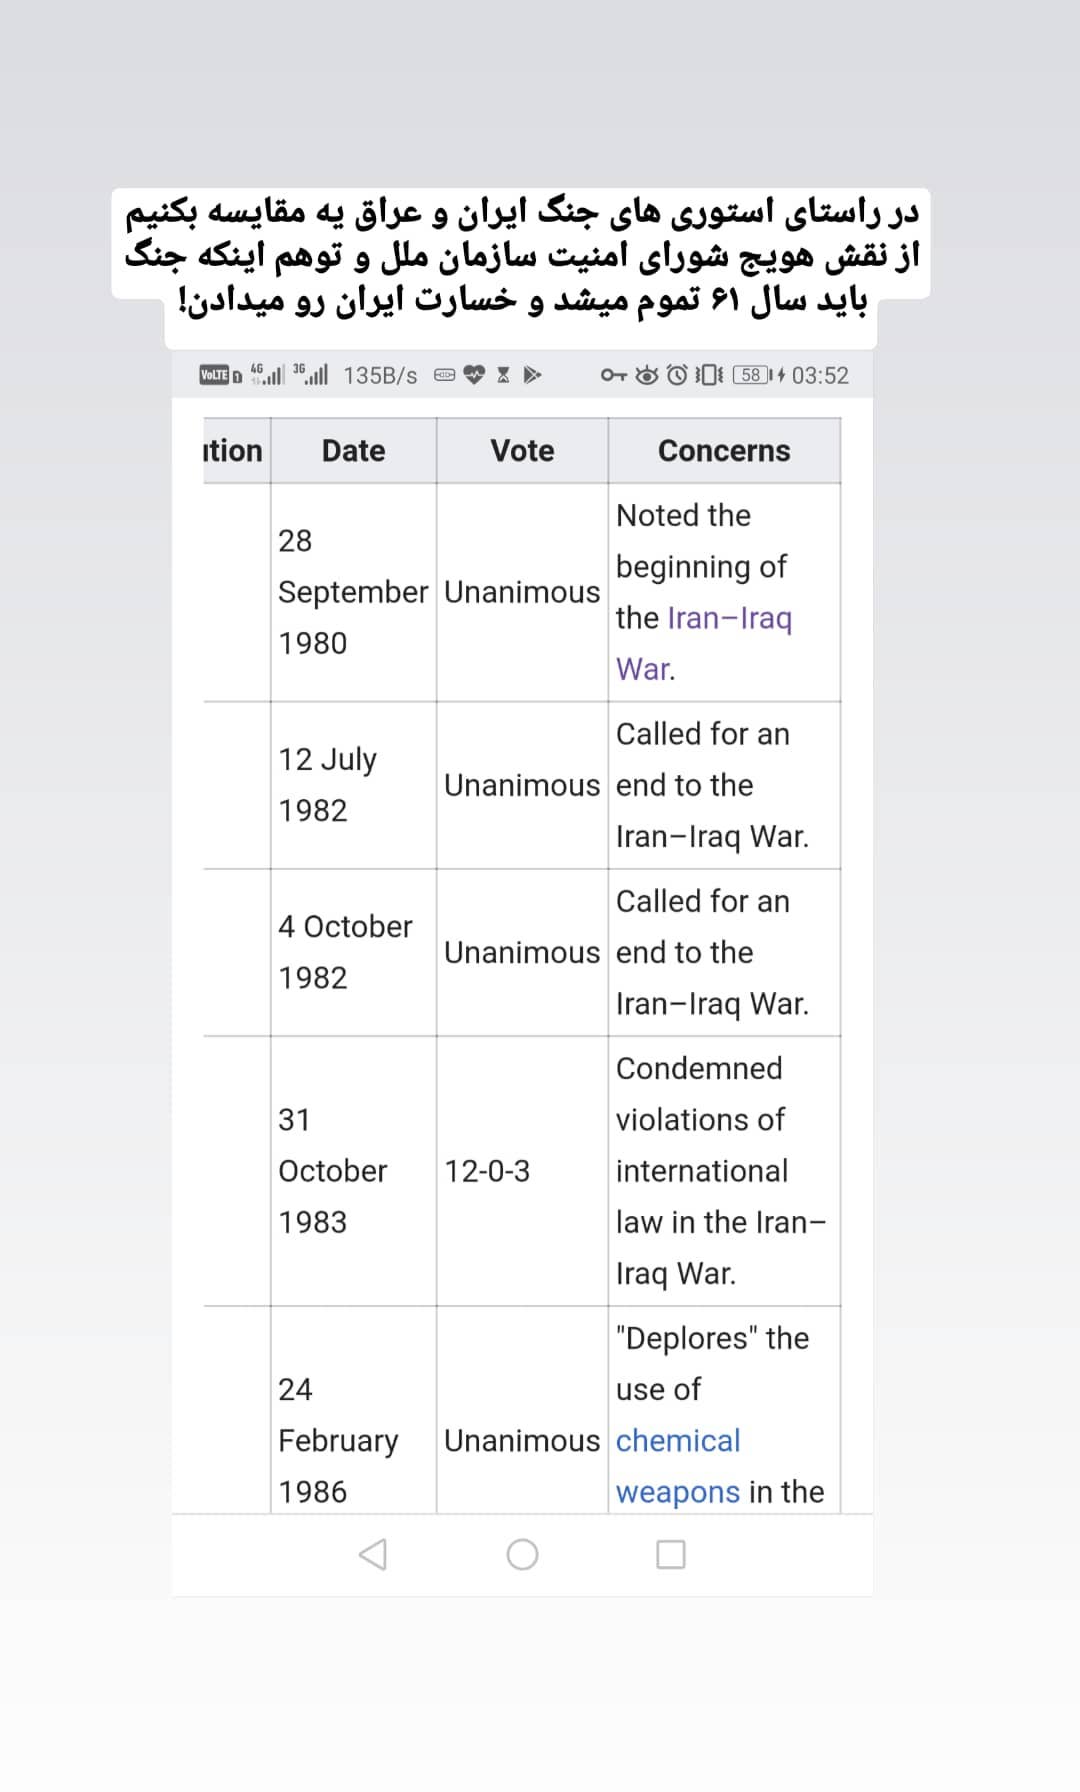 در راستای استوری های جنگ ایران و عراق یه مقایسه بکنیم
از نقش هویج شورای امنیت سازمان ملل و توهم اینکه جنگ
باید سال ۶۱ تموم میشد و خسارت ایران رو میدادن!
VoLTE 4G 3G 135B/s 58 03:52
ition Date Vote Concerns
28 September 1980
Unanimous
Noted the
beginning of
the Iran–Iraq
War.
12 July
1982
Unanimous
Called for an
end to the
Iran–Iraq War.
4 October
1982
Unanimous
Called for an
end to the
Iran–Iraq War.
31
October
1983
12-0-3
Condemned
violations of
international
law in the Iran–
Iraq War.
24
February
1986
Unanimous
"Deplores" the
use of
chemical
weapons in the